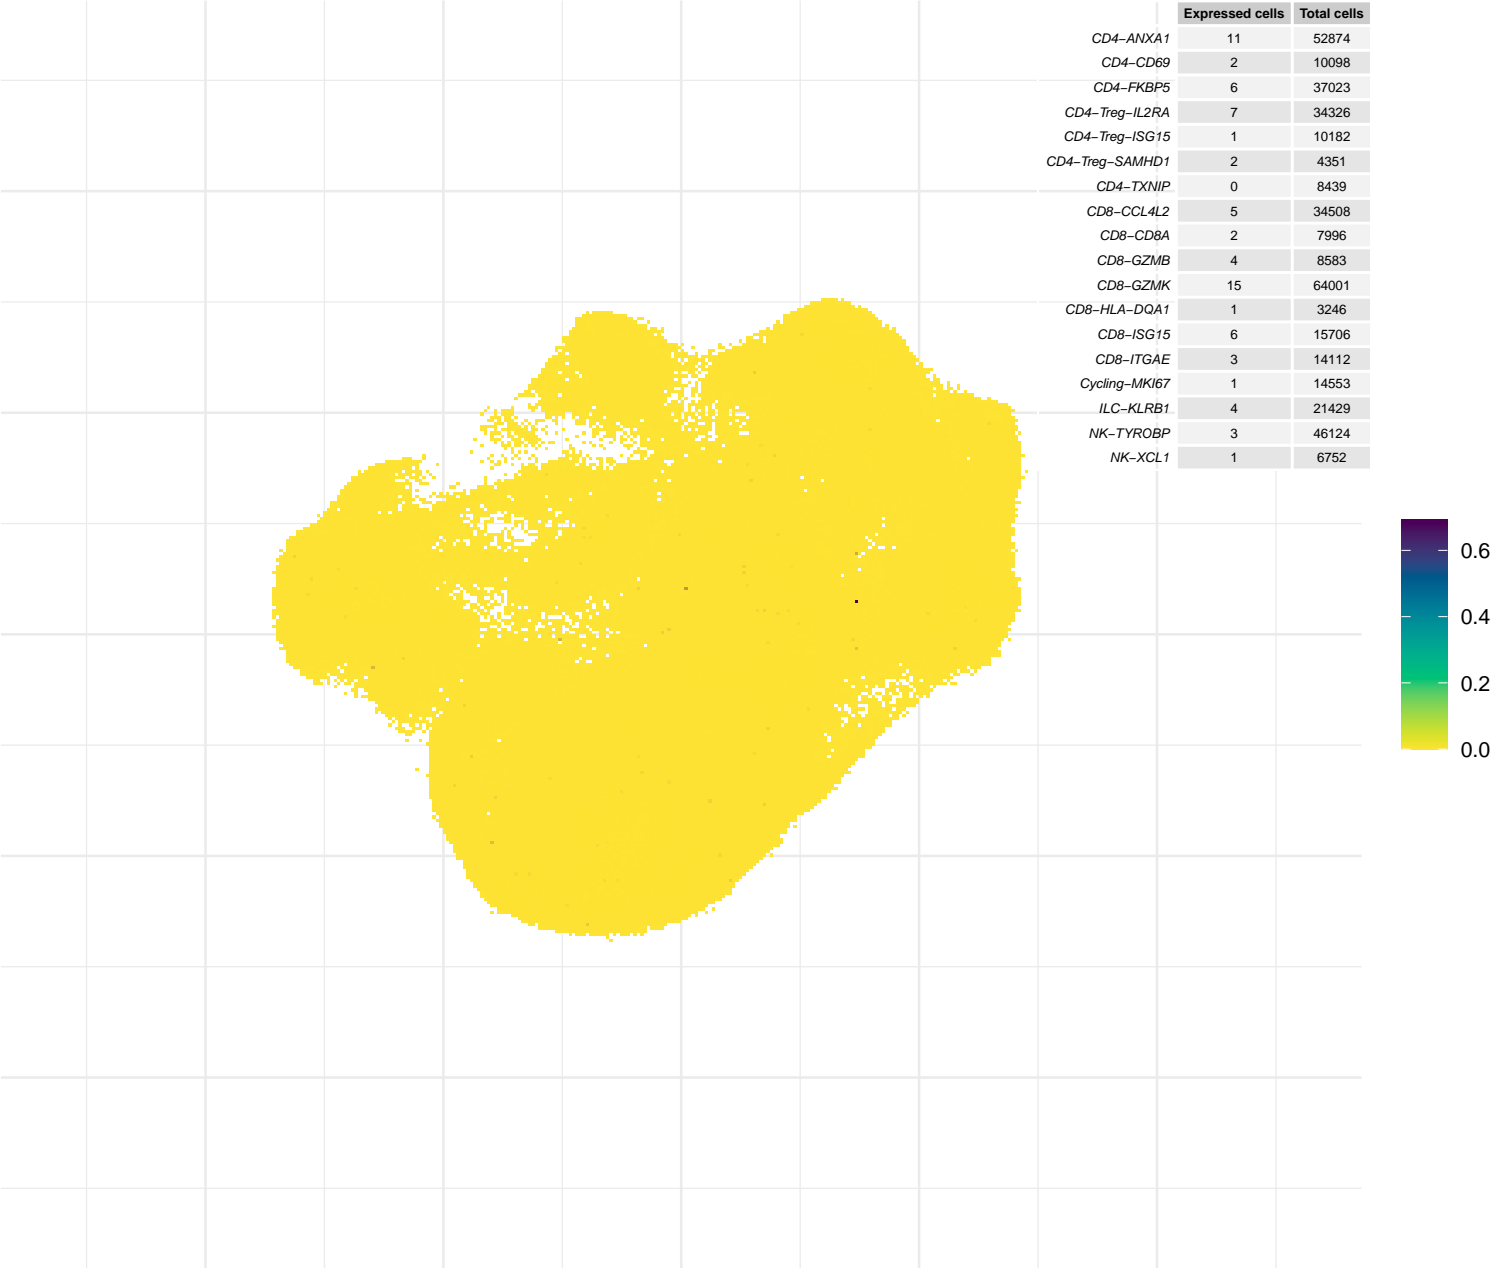 Expressed cells Total cells
CD4−ANXA1 11 52874
CD4−CD69 2 10098
CD4−FKBP5 6 37023
CD4−Treg−IL2RA 7 34326
CD4−Treg−ISG15 1 10182
CD4−Treg−SAMHD1 2 4351
CD4−TXNIP 0 8439
CD8−CCL4L2 5 34508
CD8−CD8A 2 7996
CD8−GZMB 4 8583
CD8−GZMK 15 64001
CD8−HLA−DQA1 1 3246
CD8−ISG15 6 15706
CD8−ITGAE 3 14112
Cycling−MKI67 1 14553
ILC−KLRB1 4 21429
NK−TYROBP 3 46124
NK−XCL1 1 6752
0.6
0.4
0.2
0.0